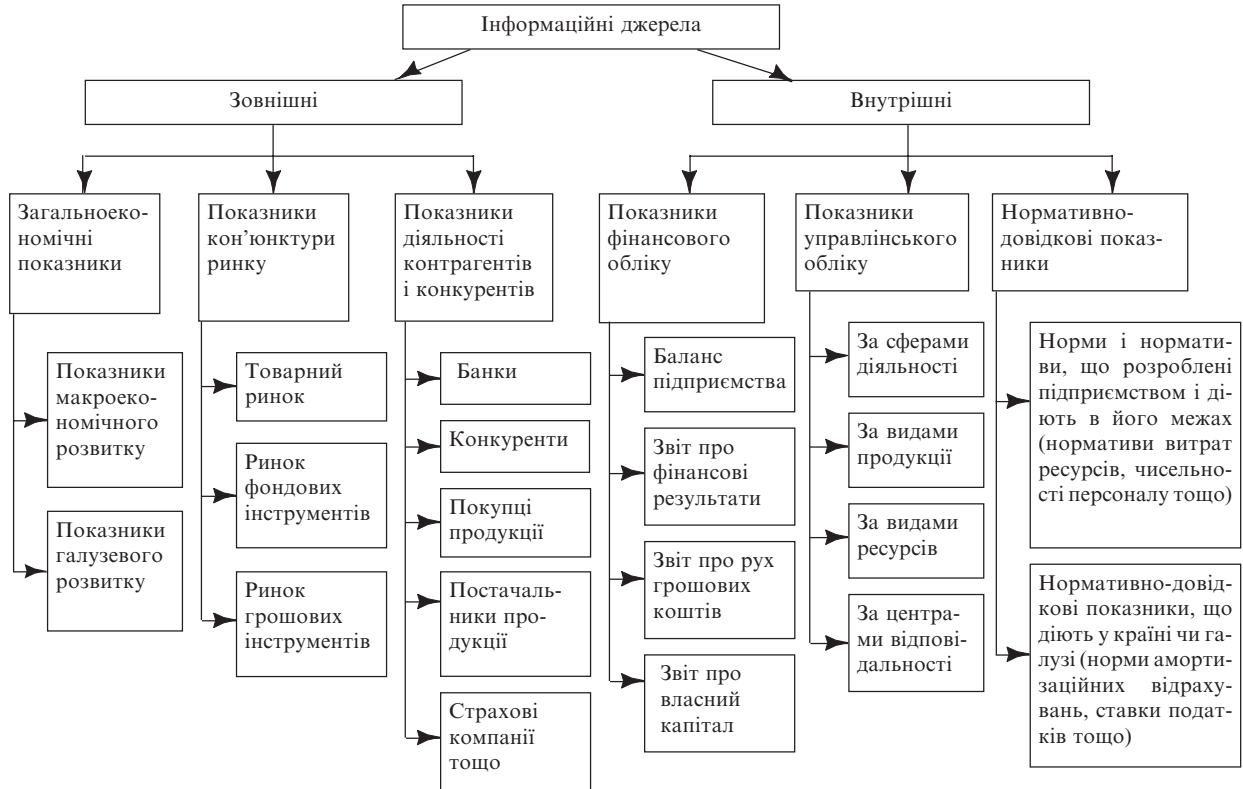 Інформаційні джерела
Зовнішні
Внутрішні
Загальноеко-
номічні
показники
Показники
макроеко-
номічного
розвитку
Показники
галузевого
розвитку
Показники
кон’юнктури
ринку
Товарний
ринок
Ринок
фондових
інструментів
Ринок
грошових
інструментів
Показники
діяльності
контрагентів
і конкурентів
Банки
Конкуренти
Покупці
продукції
Постачаль-
ники про-
дукції
Страхові
компанії
тощо
Показники
фінансового
обліку
Баланс
підприємства
Звіт про
фінансові
результати
Звіт про рух
грошових
коштів
Звіт про
власний
капітал
Показники
управлінського
обліку
За сферами
діяльності
За видами
продукції
За видами
ресурсів
За центра-
ми відпові-
дальності
Нормативно-
довідкові показ-
ники
Норми і нормати-
ви, що розроблені
підприємством і ді-
ють в його межах
(нормативи витрат
ресурсів, чисельно-
сті персоналу тощо)
Нормативно-довід-
кові показники, що
діють у країні чи га-
лузі (норми аморти-
заційних відраху-
вань, ставки подат-
ків тощо)